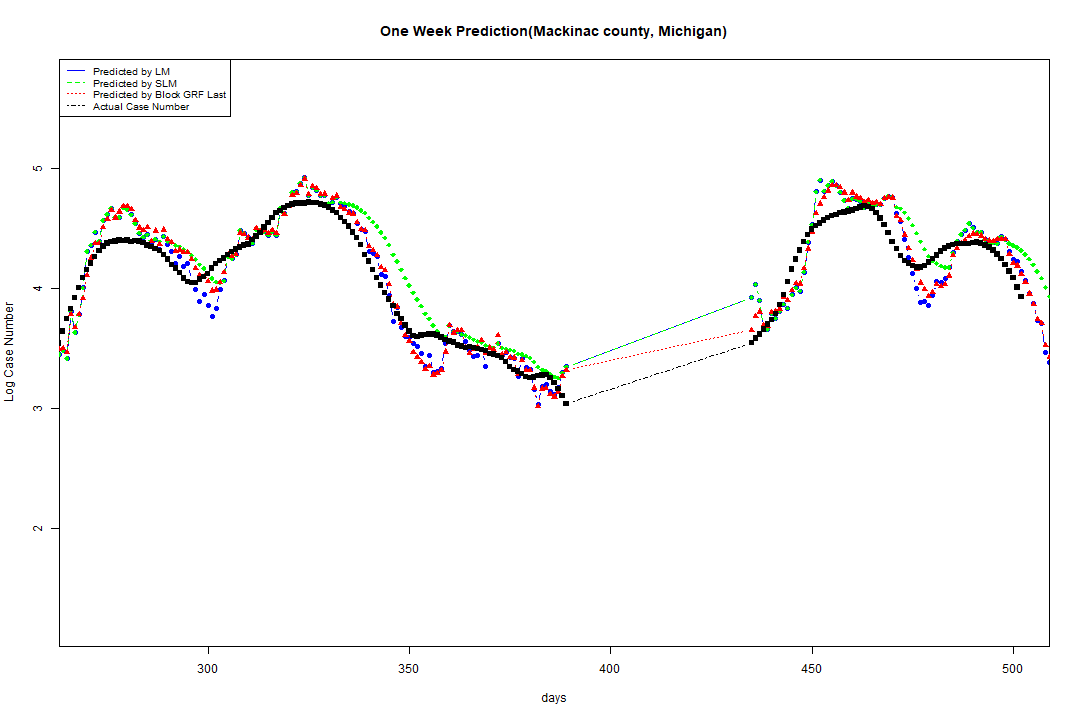 One Week Prediction(Mackinac county, Michigan)
Predicted by LM
Predicted by SLM
Predicted by Block GRF Last
Actual Case Number
5
4
3
2
Log Case Number
300 350 400 450 500
days